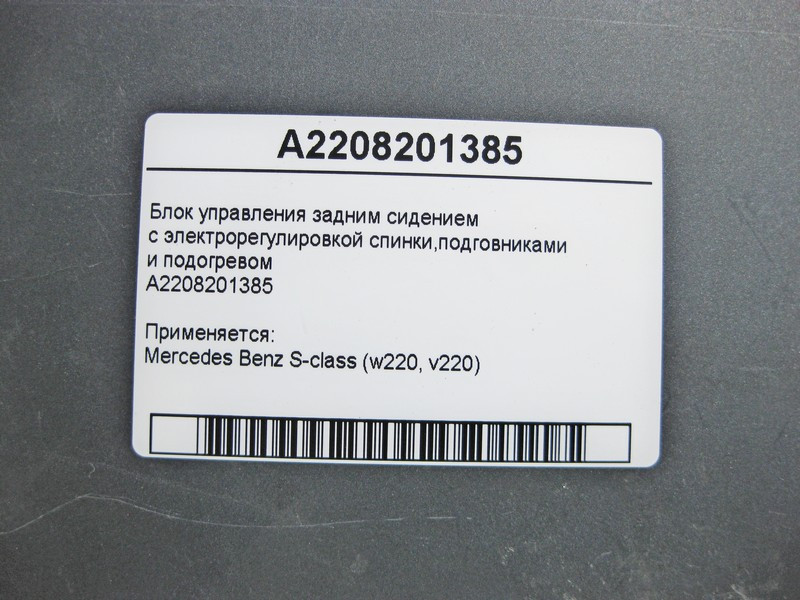 A2208201385
Блок управления задним сидением
с электрорегулировкой спинки,подговниками
и подогревом
A2208201385
Применяется:
Mercedes Benz S-class (w220, v220)